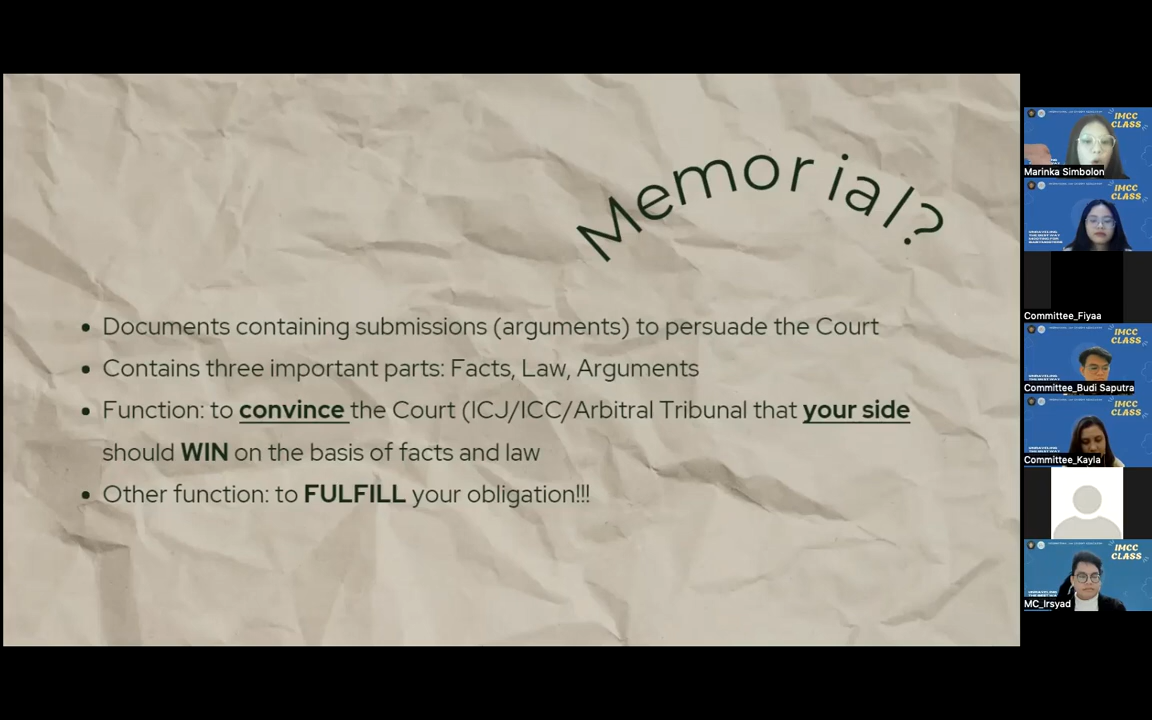 Memorial?
• Documents containing submissions (arguments) to persuade the Court
• Contains three important parts: Facts, Law, Arguments
• Function: to convince the Court (ICJ/ICC/Arbitral Tribunal that your side
should WIN on the basis of facts and law
• Other function: to FULFILL your obligation!!!
IMCC
CLASS
Marinka Simbolon
IMCC
CLASS
Committee_Fiyaa
IMCC
CLASS
Committee_Budi Saputra
IMCC
CLASS
Committee_Kayla
IMCC
CLASS
MC_Irsyad